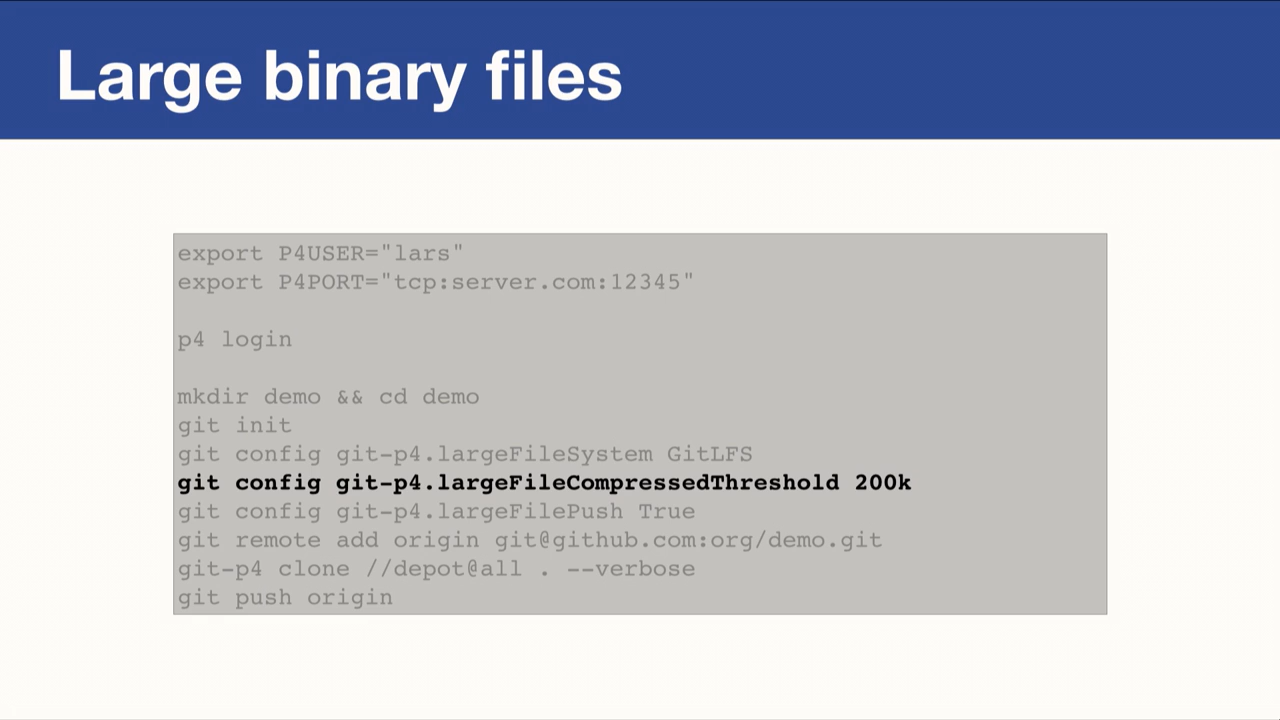 Large binary files
export P4USER="lars"
export P4PORT="tcp:server.com:12345"
p4 login
mkdir demo && cd demo
git init
git config git-p4.largeFileSystem GitLFS
git config git-p4.largeFileCompressedThreshold 200k
git config git-p4.largeFilePush True
git remote add origin git@github.com:org/demo.git
git-p4 clone //depot@all . --verbose
git push origin